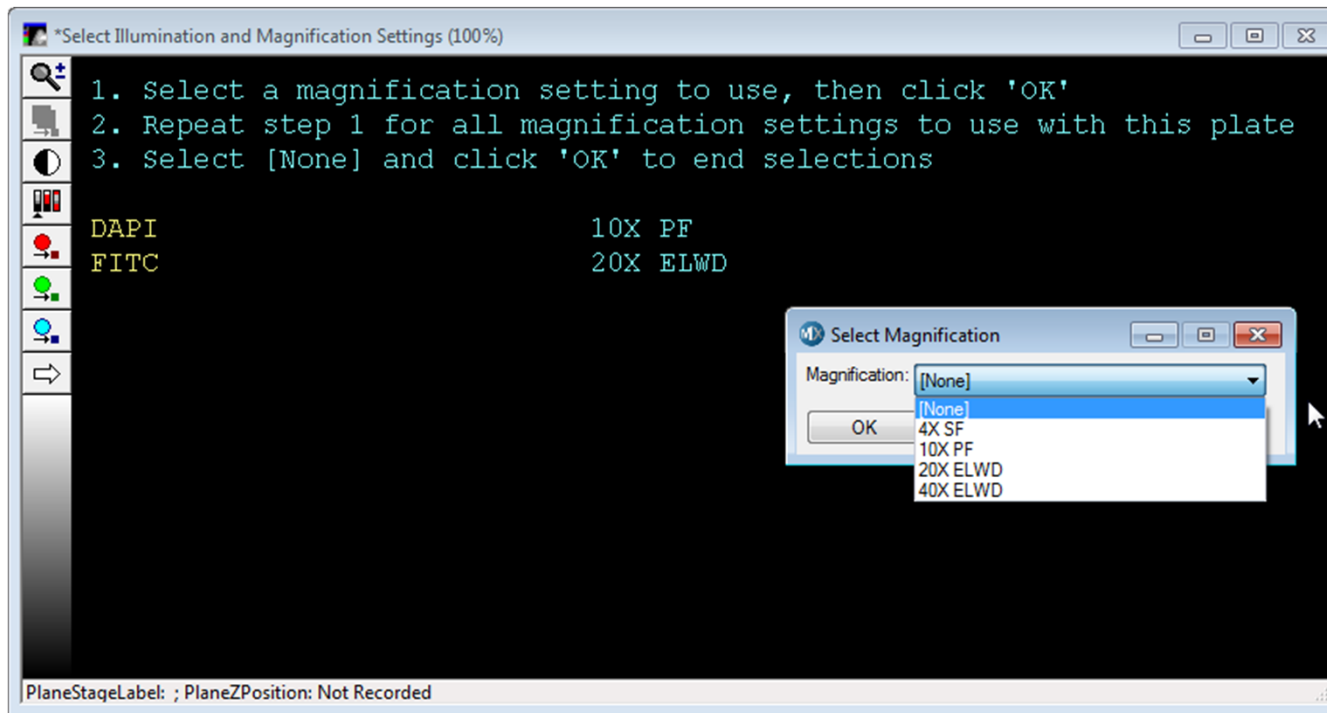 *Select Illumination and Magnification Settings (100%)
1. Select a magnification setting to use, then click 'OK'
2. Repeat step 1 for all magnification settings to use with this plate
3. Select [None] and click 'OK' to end selections
DAPI 10X PF
FITC 20X ELWD
MX Select Magnification
Magnification: [None]
[None]
OK 4X SF
10X PF
20X ELWD
40X ELWD
PlaneStageLabel: ; PlaneZPosition: Not Recorded